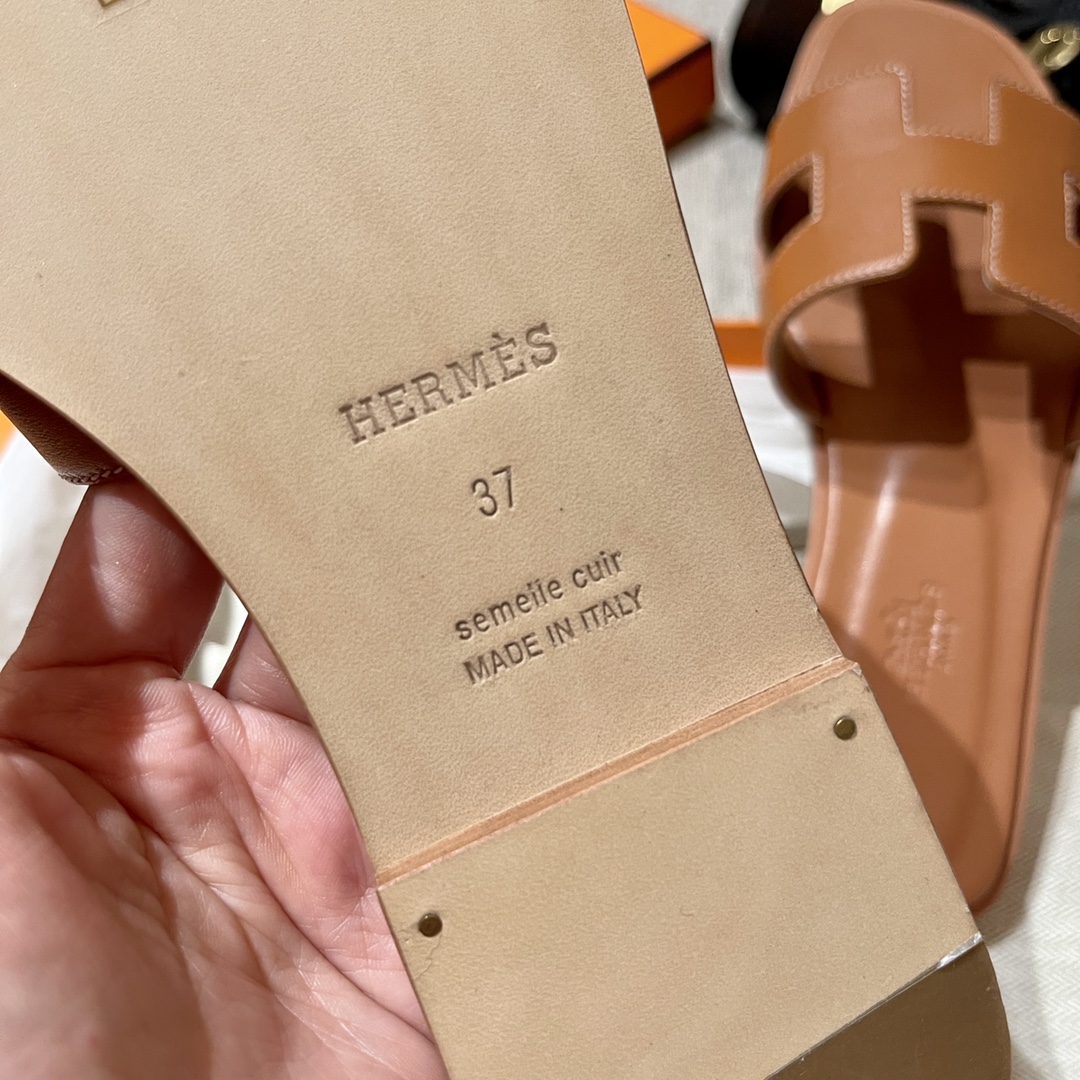 HERMÈS
37
semelle cuir
MADE IN ITALY